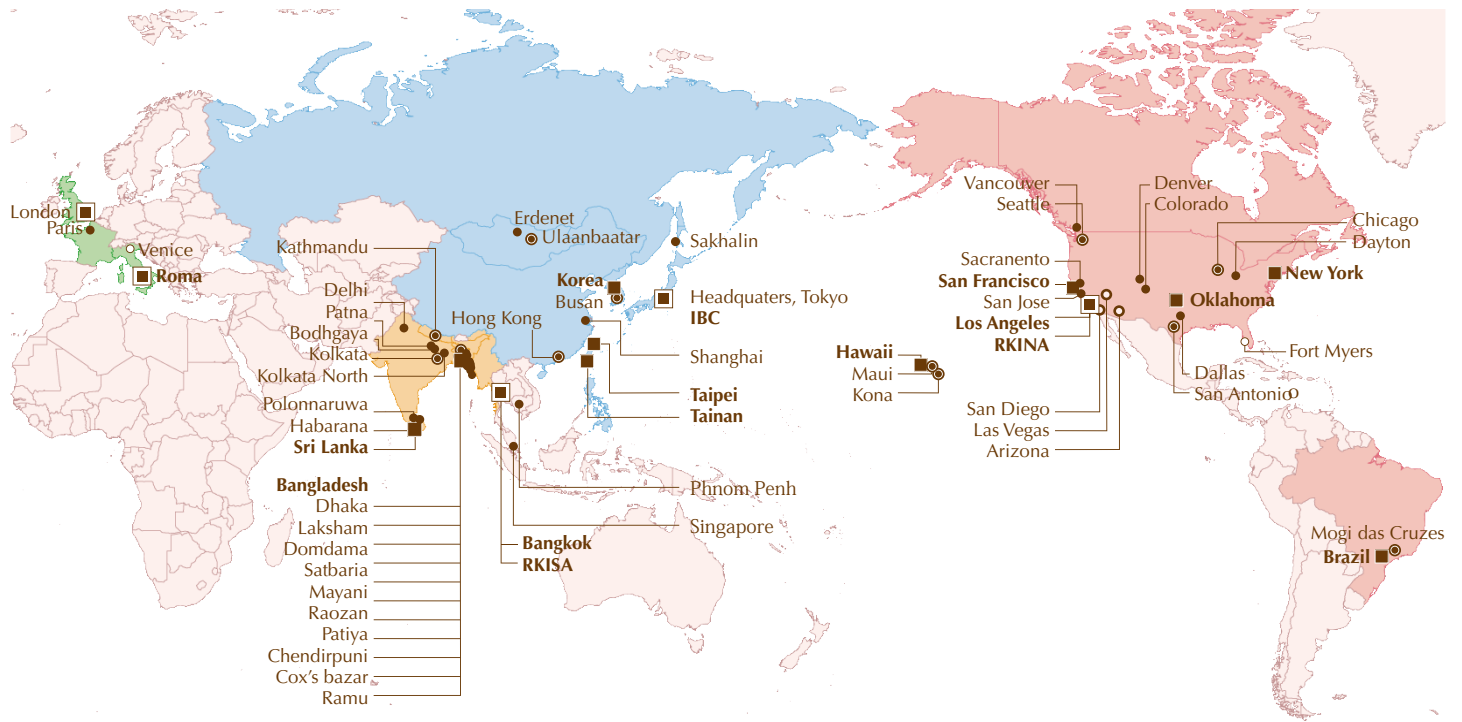 London
Paris
Venice
Roma
Kathmandu
Delhi
Patna
Bodhgaya
Kolkata
Kolkata North
Polonnaruwa
Habarana
Sri Lanka
Bangladesh
Dhaka
Laksham
Domdama
Satbaria
Mayani
Raozan
Patiya
Chendirpuni
Cox's bazar
Ramu
Erdenet
Ulaanbaatar
Sakhalin
Korea
Busan
Headquaters, Tokyo
IBC
Hong Kong
Shanghai
Taipei
Tainan
Phnom Penh
Singapore
Bangkok
RKISA
Hawaii
Maui
Kona
Vancouver
Seattle
Sacranento
San Francisco
San Jose
Los Angeles
RKINA
San Diego
Las Vegas
Arizona
Denver
Colorado
Chicago
Dayton
New York
Oklahoma
Fort Myers
Dallas
San Antonio
Mogi das Cruzes
Brazil